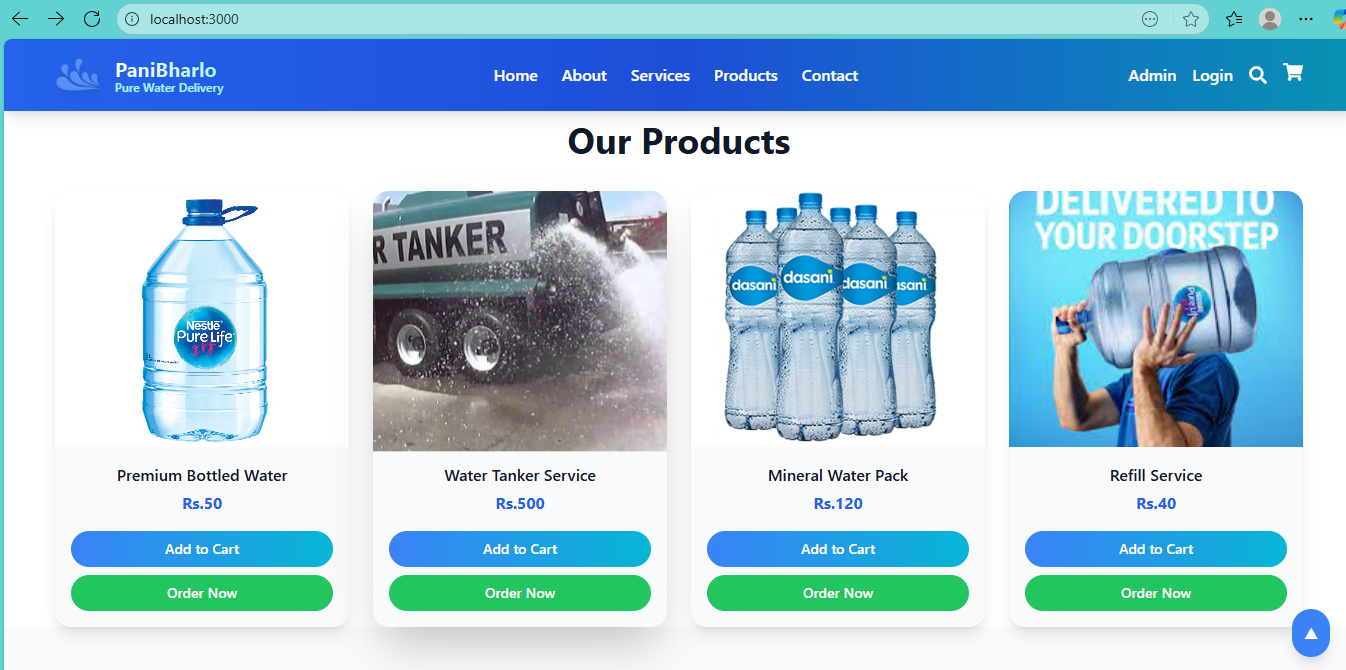 localhost:3000
PaniBharlo
Pure Water Delivery
Home About Services Products Contact
Admin Login
Our Products
Nestlé
Pure Life
R TANKER
dasani dasani dasani asani
DELIVERED TO
YOUR DOORSTEP
Premium Bottled Water
Rs.50
Add to Cart
Order Now
Water Tanker Service
Rs.500
Add to Cart
Order Now
Mineral Water Pack
Rs.120
Add to Cart
Order Now
Refill Service
Rs.40
Add to Cart
Order Now